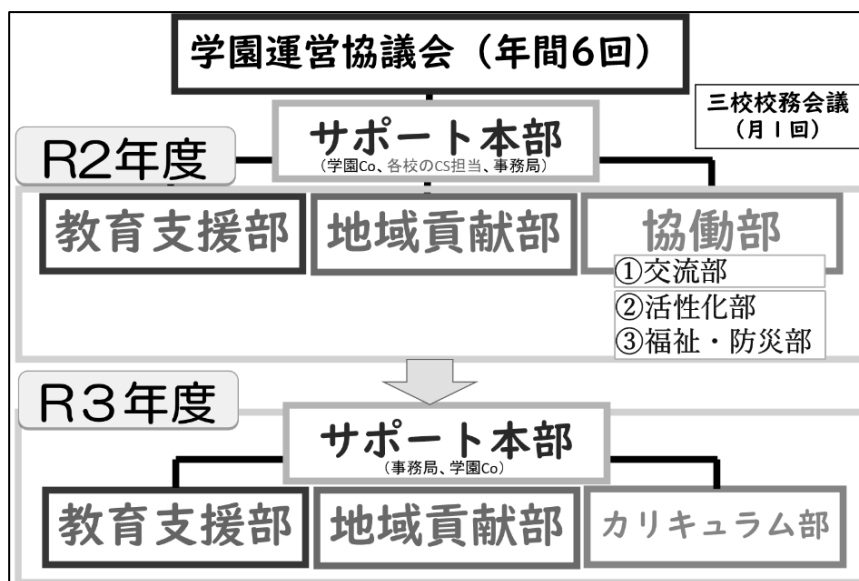 学園運営協議会（年間6回）
三校校務会議
（月１回）
サポート本部
（学園Co、各校のCS担当、事務局）
R2年度
教育支援部
地域貢献部
協働部
①交流部
②活性化部
③福祉・防災部
R３年度
サポート本部
（事務局、学園Co）
教育支援部
地域貢献部
カリキュラム部